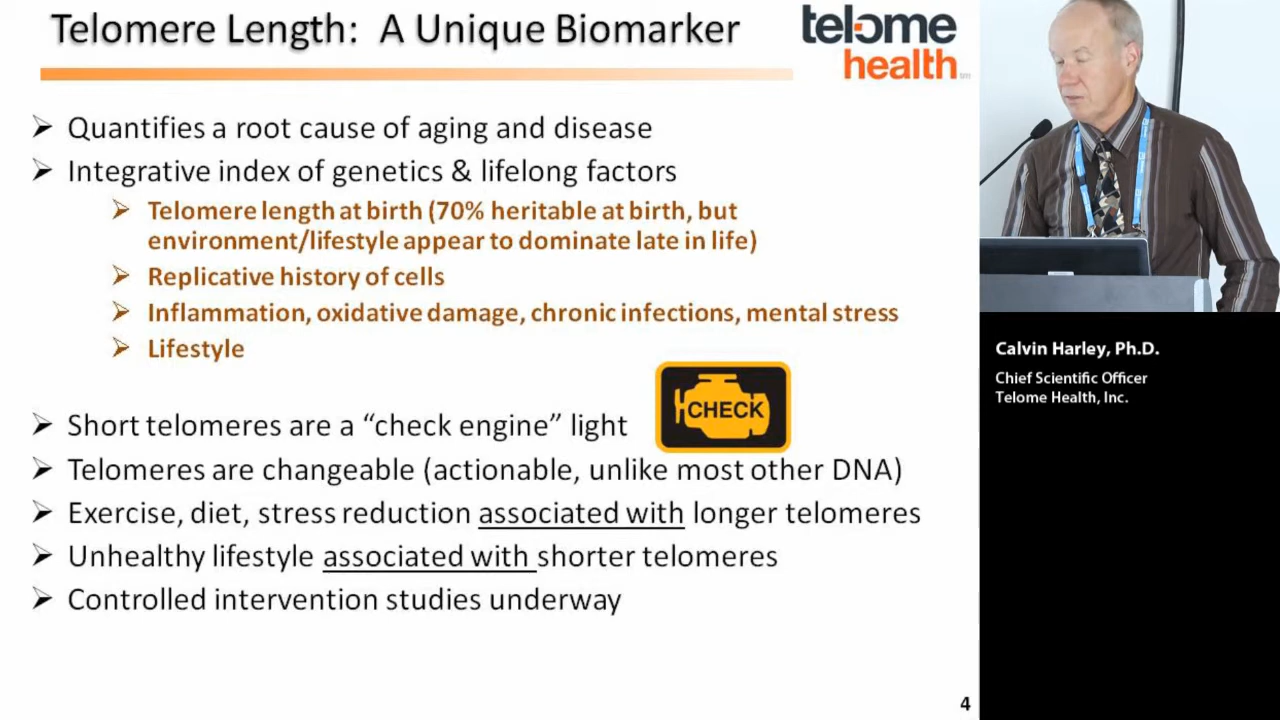 Telomere Length: A Unique Biomarker
telome
health
➢ Quantifies a root cause of aging and disease
➢ Integrative index of genetics & lifelong factors
➢ Telomere length at birth (70% heritable at birth, but
environment/lifestyle appear to dominate late in life)
➢ Replicative history of cells
➢ Inflammation, oxidative damage, chronic infections, mental stress
➢ Lifestyle
CHECK
➢ Short telomeres are a “check engine” light
➢ Telomeres are changeable (actionable, unlike most other DNA)
➢ Exercise, diet, stress reduction associated with longer telomeres
➢ Unhealthy lifestyle associated with shorter telomeres
➢ Controlled intervention studies underway
4
Calvin Harley, Ph.D.
Chief Scientific Officer
Telome Health, Inc.